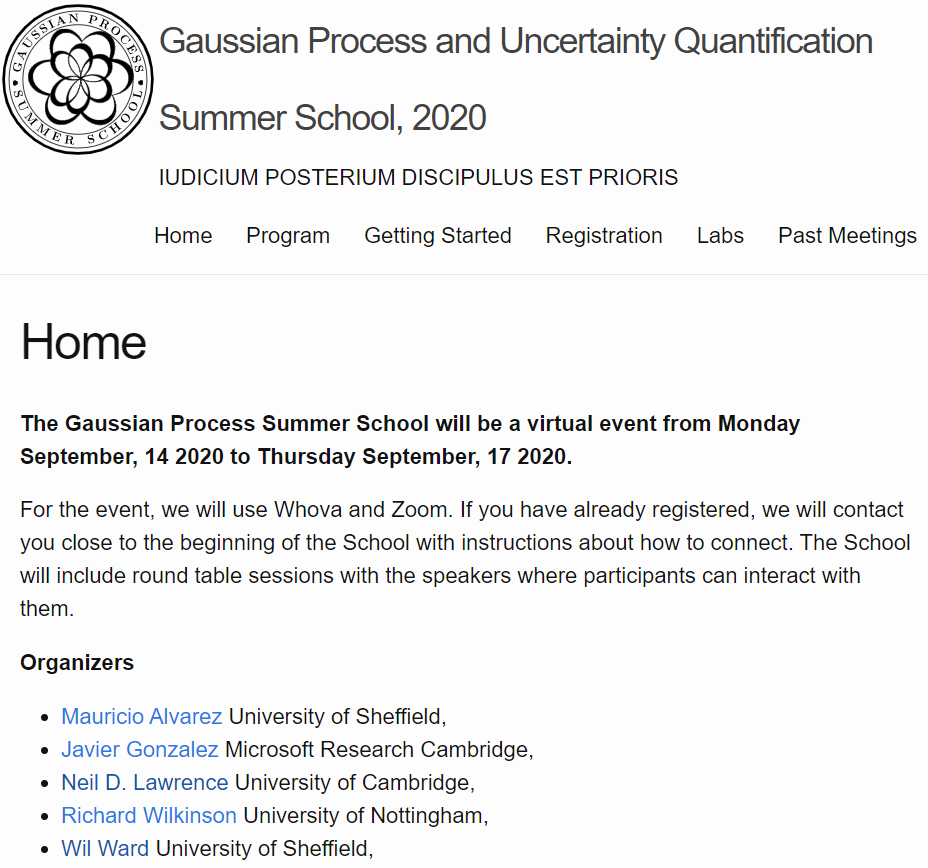 GAUSSIAN PROCESS
SUMMER SCHOOL
Gaussian Process and Uncertainty Quantification
Summer School, 2020
IUDICIUM POSTERIUM DISCIPULUS EST PRIORIS
Home Program Getting Started Registration Labs Past Meetings
Home
The Gaussian Process Summer School will be a virtual event from Monday
September, 14 2020 to Thursday September, 17 2020.
For the event, we will use Whova and Zoom. If you have already registered, we will contact
you close to the beginning of the School with instructions about how to connect. The School
will include round table sessions with the speakers where participants can interact with
them.
Organizers
• Mauricio Alvarez University of Sheffield,
• Javier Gonzalez Microsoft Research Cambridge,
• Neil D. Lawrence University of Cambridge,
• Richard Wilkinson University of Nottingham,
• Wil Ward University of Sheffield,